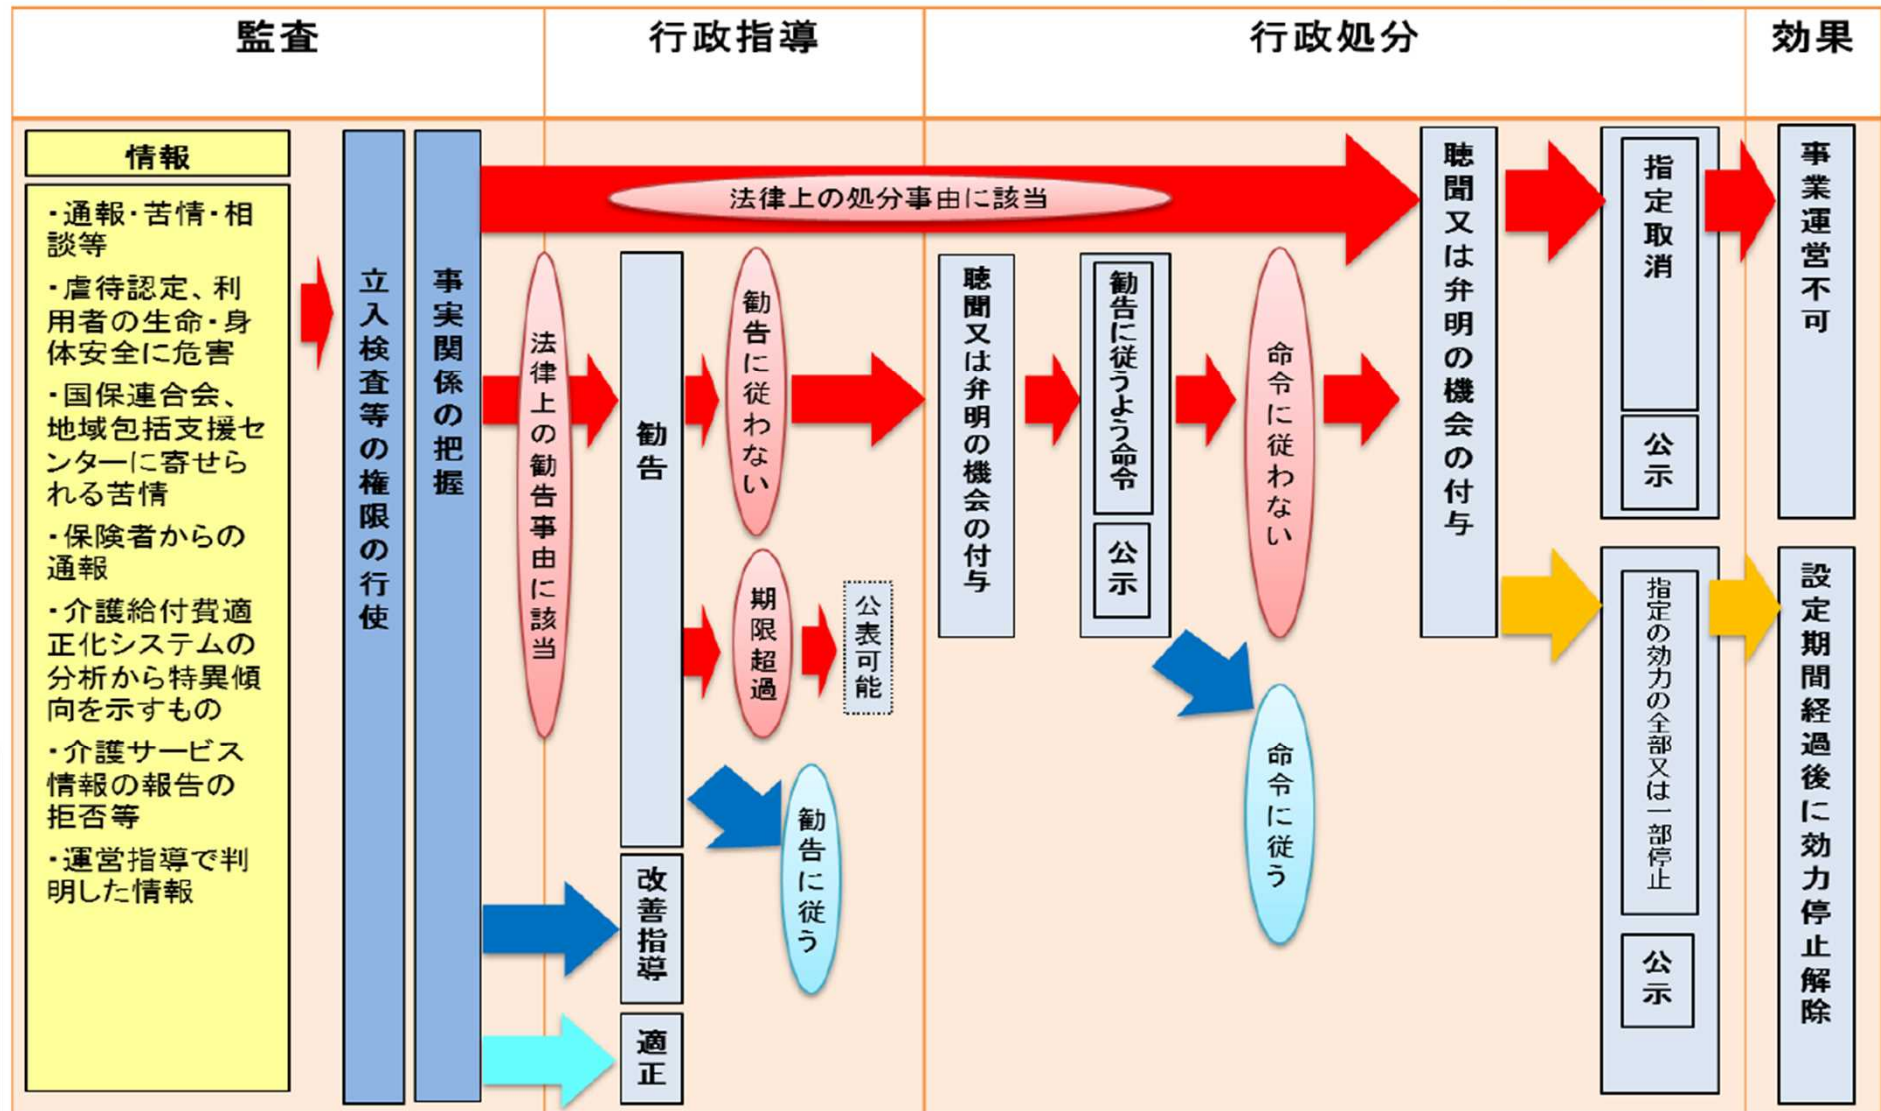 監査
行政指導
行政処分
効果
情報
・通報・苦情・相
談等
・虐待認定、利
用者の生命・身
体安全に危害
・国保連合会、
地域包括支援セ
ンターに寄せら
れる苦情
・保険者からの
通報
・介護給付費適
正化システムの
分析から特異傾
向を示すもの
・介護サービス
情報の報告の
拒否等
・運営指導で判
明した情報
立入検査等の権限の行使
事実関係の把握
法律上の処分事由に該当
法律上の勧告事由に該当
勧告
勧告に従わない
期限超過
公表可能
勧告に従う
改善指導
適正
聴聞又は弁明の機会の付与
勧告に従うよう命令
公示
命令に従わない
命令に従う
聴聞又は弁明の機会の付与
指定取消
公示
指定の効力の全部又は一部停止
公示
事業運営不可
設定期間経過後に効力停止解除